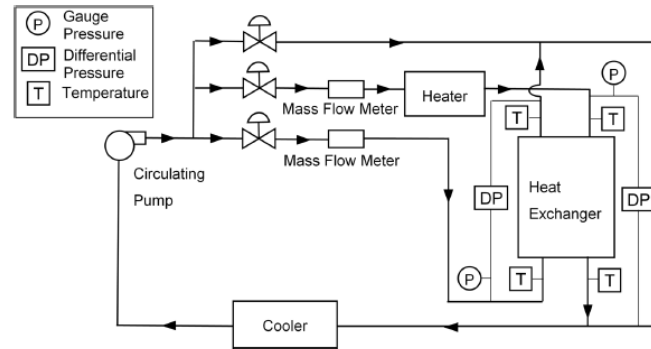 P Gauge
Pressure
DP Differential
Pressure
T Temperature
P
Mass Flow Meter
Heater
T
T
Mass Flow Meter
Circulating
Pump
DP
Heat
Exchanger
DP
P
T
T
Cooler